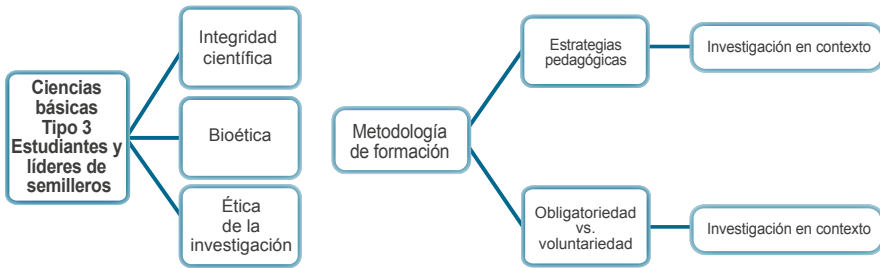 Ciencias
básicas
Tipo 3
Estudiantes y
líderes de
semilleros
Integridad
científica
Bioética
Ética
de la
investigación
Metodología
de formación
Estrategias
pedagógicas
Investigación en contexto
Obligatoriedad
vs.
voluntariedad
Investigación en contexto